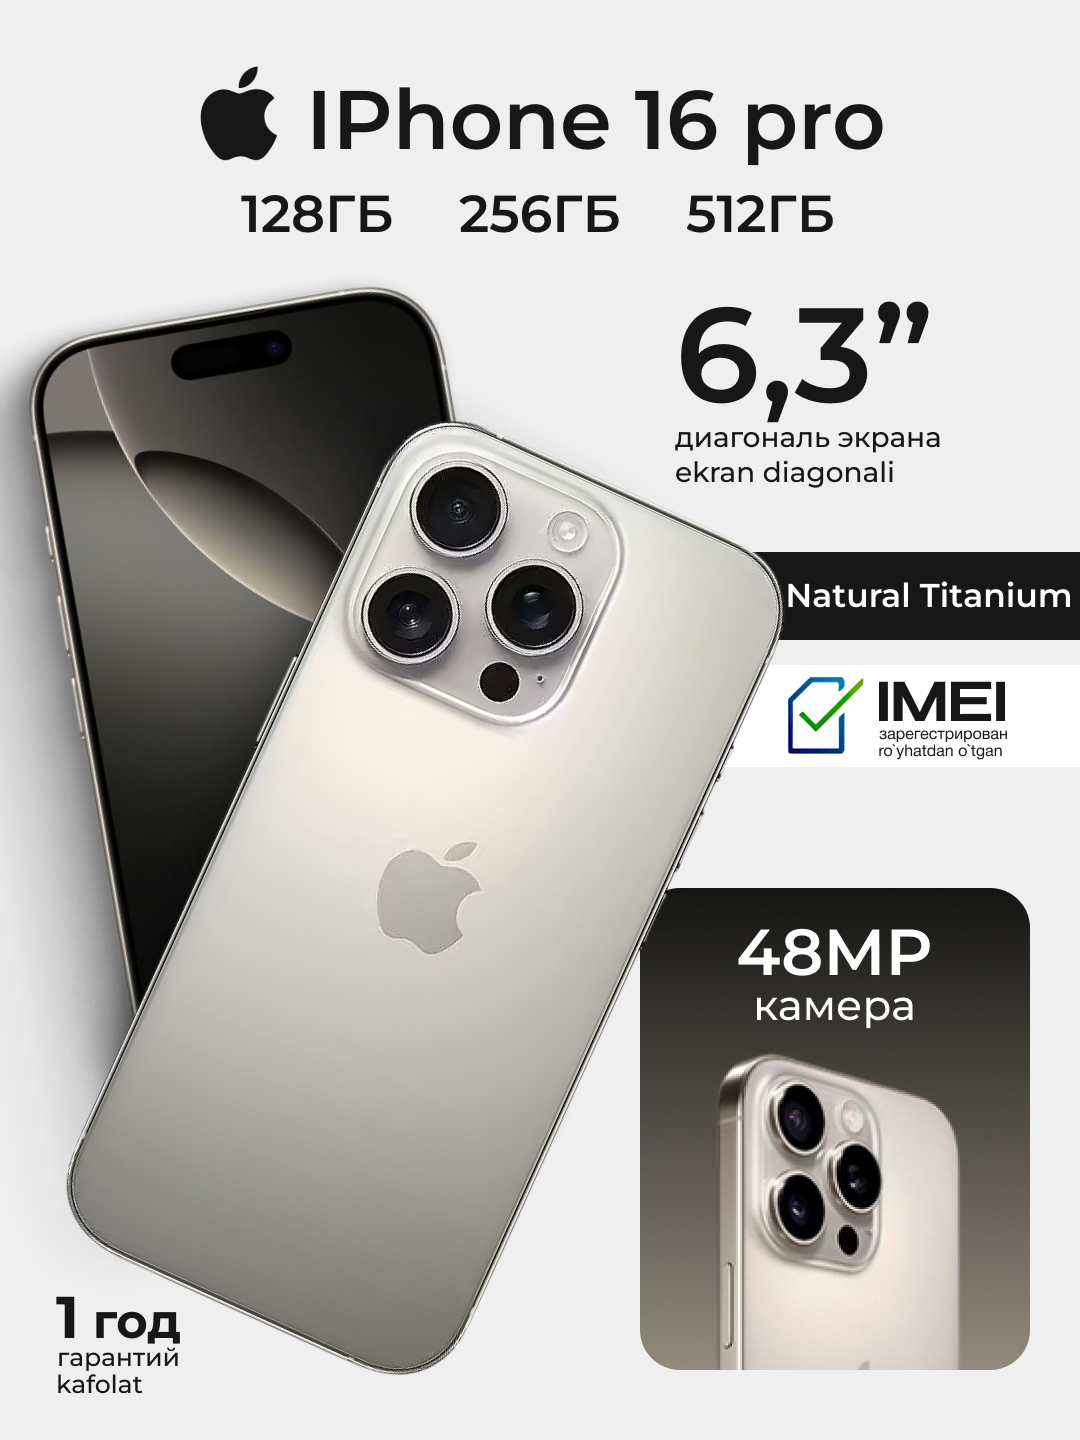 IPhone 16 pro
128ГБ 256ГБ 512ГБ
6,3”
диагональ экрана
ekran diagonali
Natural Titanium
IMEI
зарегестрирован
ro`yhatdan o`tgan
48MP
камера
1 год
гарантий
kafolat